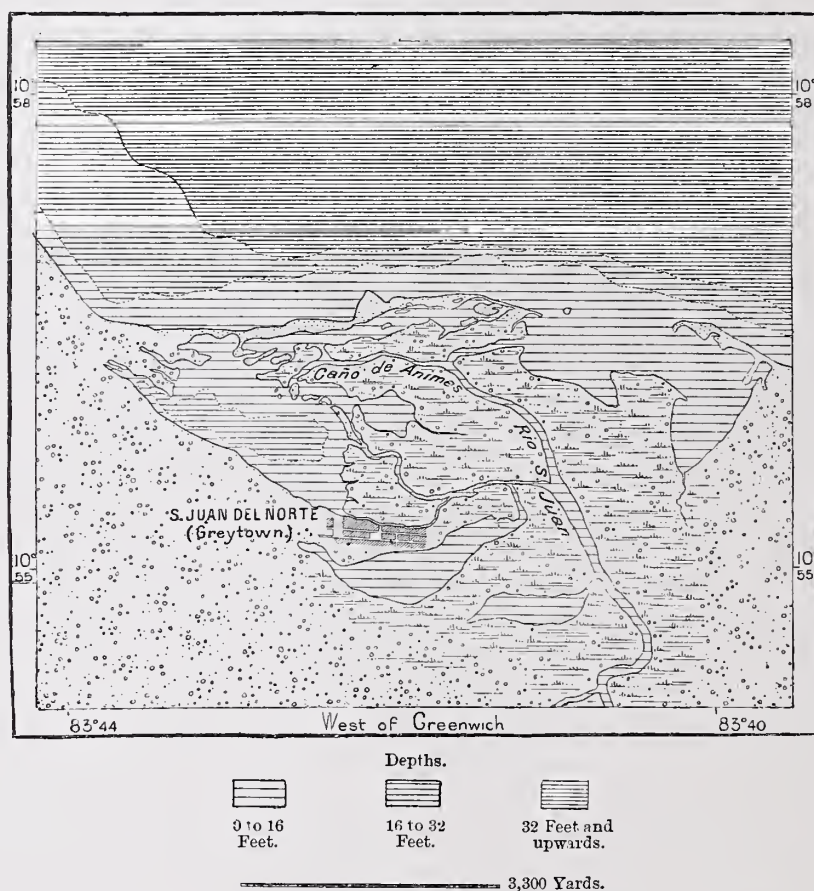 10°
58
10°
58
Caño de Animes
Rio S. Juan
S. JUAN DEL NORTE
(Greytown.)
10°
55
10°
55
83°44
West of Greenwich
83°40
Depths.
0 to 16
Feet.
16 to 32
Feet.
32 Feet and
upwards.
3,300 Yards.